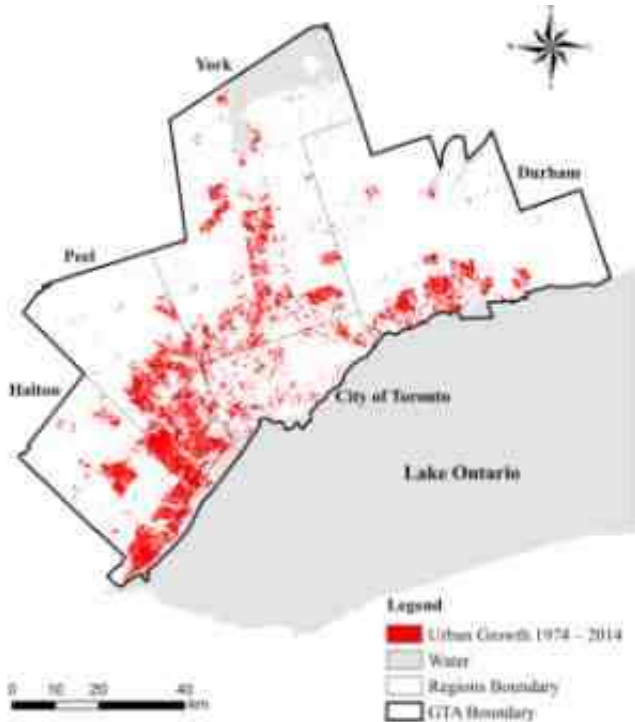 York
Durham
Peel
Halton
City of Toronto
Lake Ontario
Legend
Urban Growth 1974 – 2014
Water
Regions Boundary
GTA Boundary
0 10 20 40
km